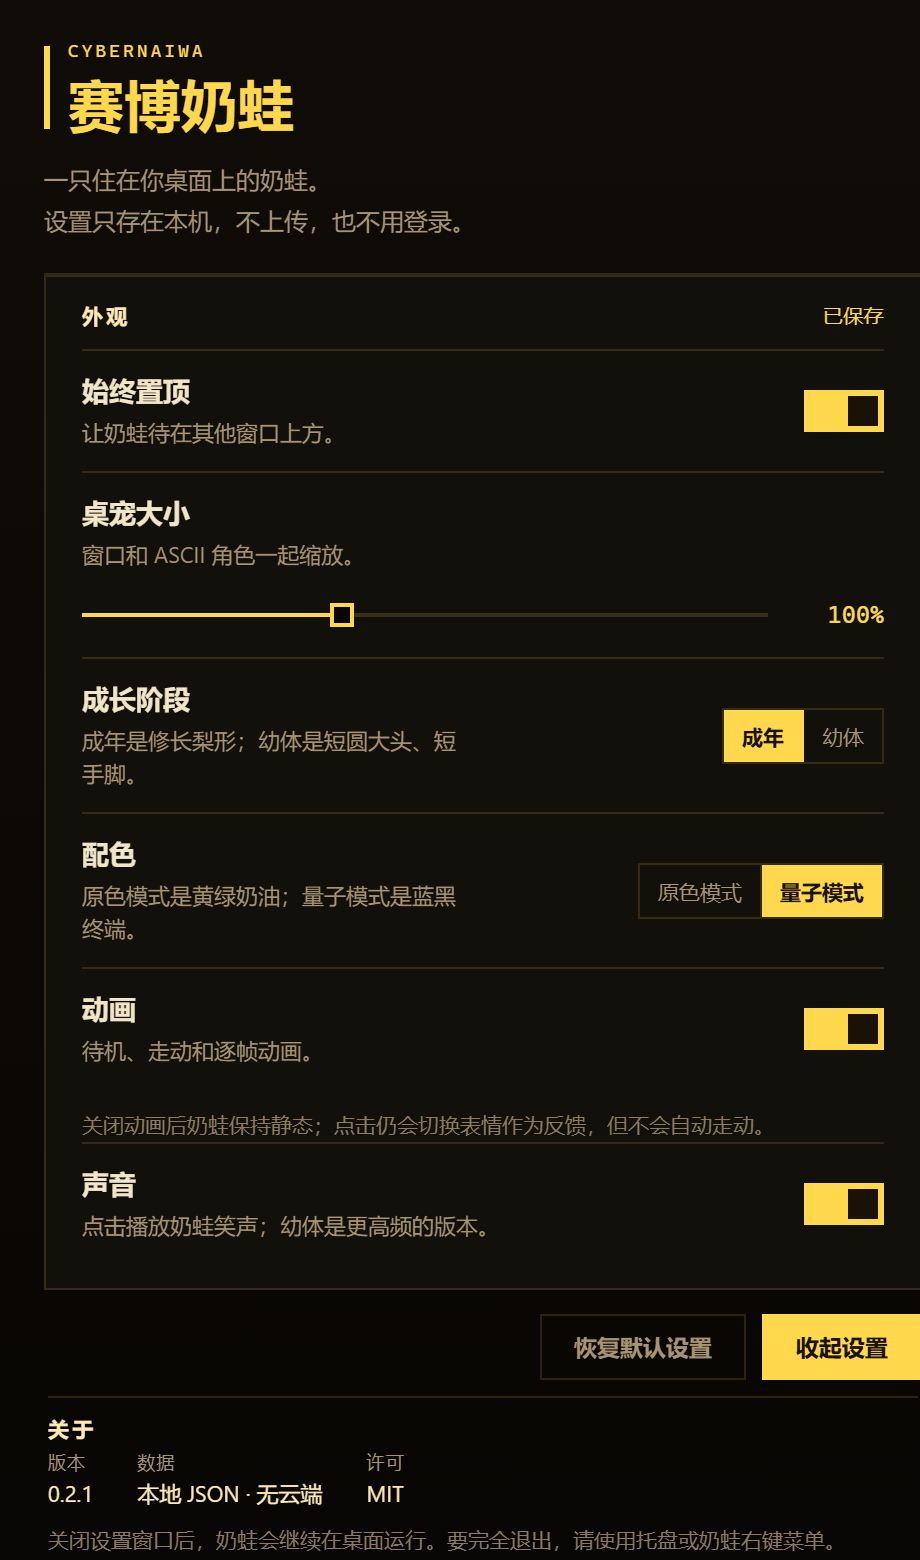 CYBERNAIWA
赛博奶蛙
一只住在你桌面上的奶蛙。
设置只存在本机，不上传，也不用登录。
外观
已保存
始终置顶
让奶蛙待在其他窗口上方。
桌宠大小
窗口和 ASCII 角色一起缩放。
100%
成长阶段
成年是修长梨形；幼体是短圆大头、短
手脚。
成年 幼体
配色
原色模式是黄绿奶油；量子模式是蓝黑
终端。
原色模式 量子模式
动画
待机、走动和逐帧动画。
关闭动画后奶蛙保持静态；点击仍会切换表情作为反馈，但不会自动走动。
声音
点击播放奶蛙笑声；幼体是更高频的版本。
恢复默认设置 收起设置
关于
版本 数据 许可
0.2.1 本地 JSON · 无云端 MIT
关闭设置窗口后，奶蛙会继续在桌面运行。要完全退出，请使用托盘或奶蛙右键菜单。